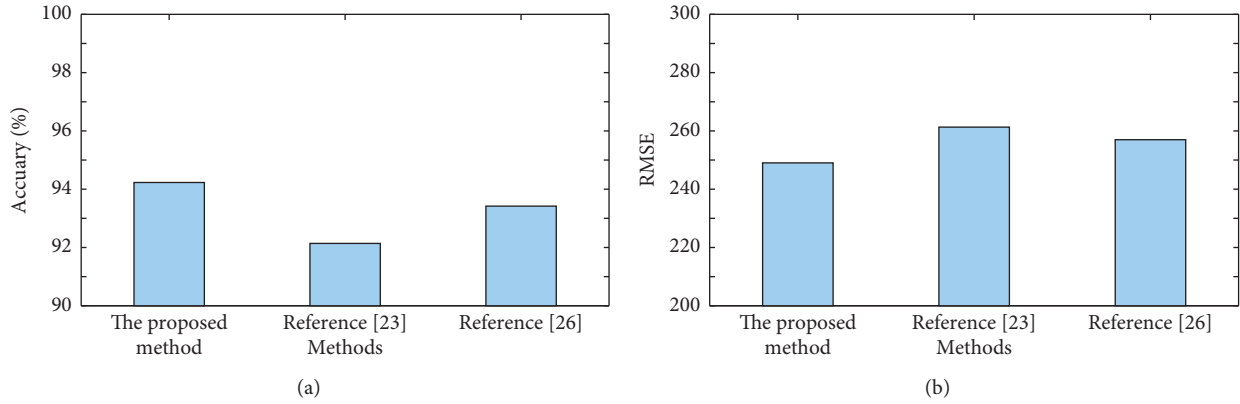 100
98
96
94
92
90
Accuary (%)
The proposed
method
Reference [23]
Reference [26]
Methods
(a)
300
280
260
240
220
200
RMSE
The proposed
method
Reference [23]
Reference [26]
Methods
(b)